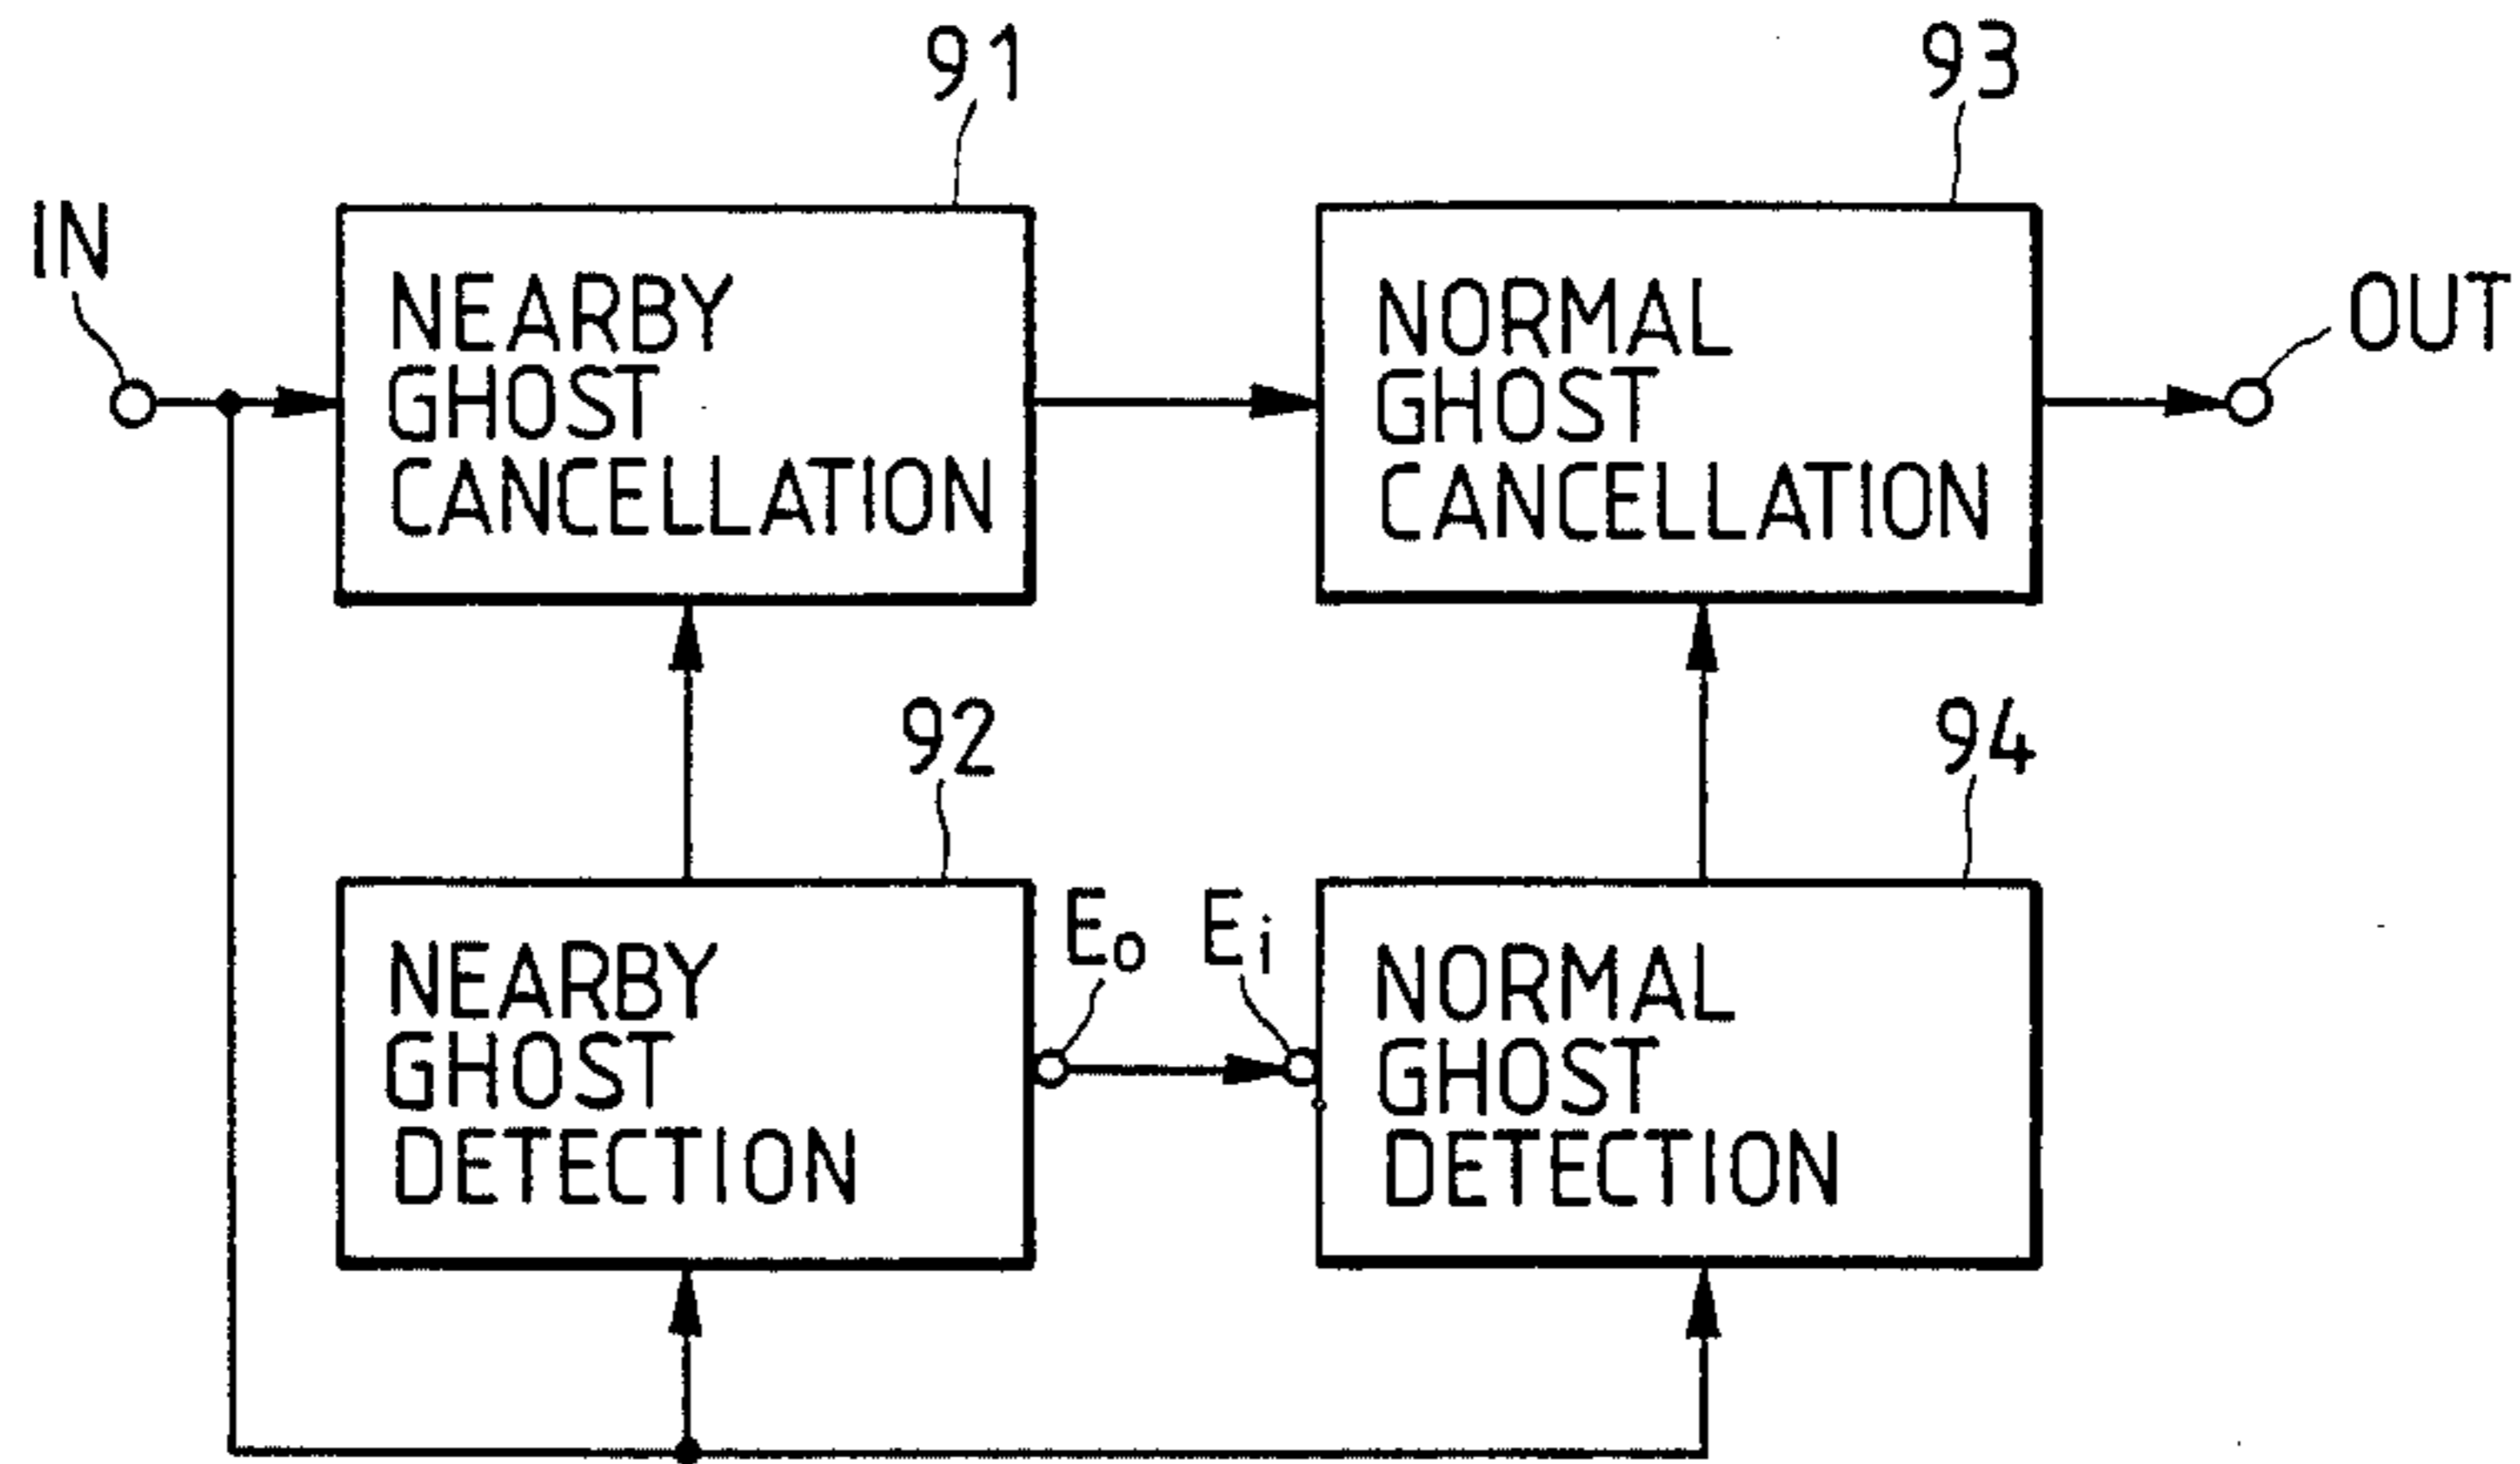 91
93
IN
NEARBY
GHOST
CANCELLATION
NORMAL
GHOST
CANCELLATION
OUT
92
94
NEARBY
GHOST
DETECTION
Eo
Ei
NORMAL
GHOST
DETECTION